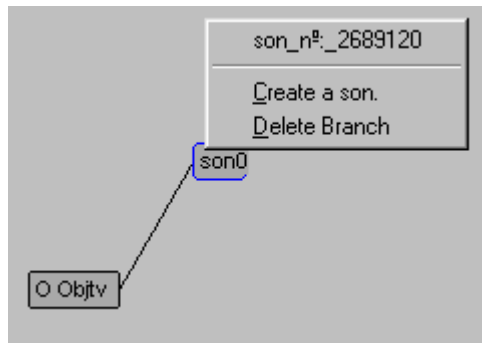 son_nº:_2689120
Create a son.
Delete Branch
son0
O Objtv